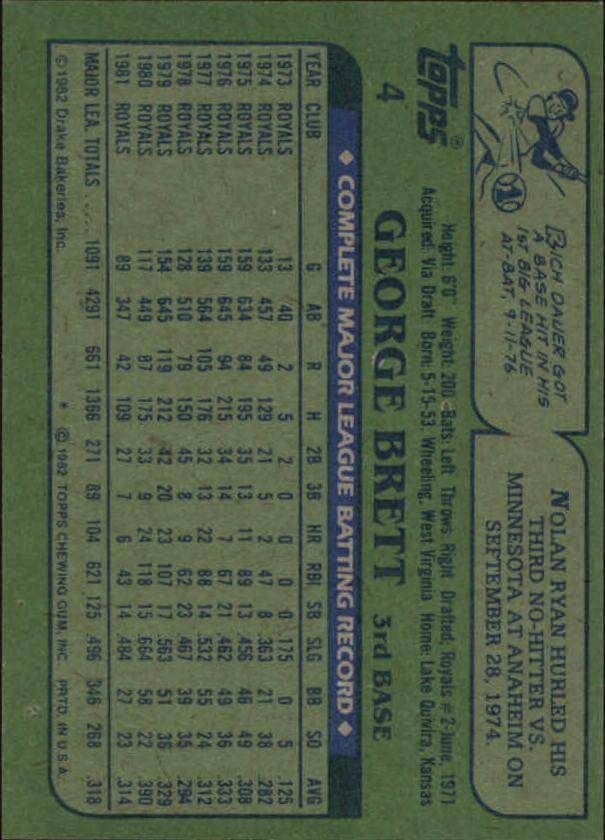 topps®
4
RICH DAUER GOT
A BASE HIT IN HIS
1ST BIG LEAGUE
AT-BAT, 9-11-76
NOLAN RYAN HURLED HIS
THIRD NO-HITTER VS.
MINNESOTA AT ANAHEIM ON
SEPTEMBER 28, 1974.
Height: 6'0" Weight: 200 Bats: Left Throws: Right Drafted: Royals #2-June, 1971
Acquired: Via Draft Born: 5-15-53, Wheeling, West Virginia Home: Lake Quivira, Kansas
GEORGE BRETT 3rd BASE
◆ COMPLETE MAJOR LEAGUE BATTING RECORD ◆
YEAR CLUB G AB R H 2B 3B HR RBI SB SLG BB SO AVG
1973 ROYALS 13 40 2 5 2 0 0 0 0 .175 0 5 .125
1974 ROYALS 133 457 49 129 21 5 2 47 8 .363 21 38 .282
1975 ROYALS 159 634 84 195 35 13 11 89 13 .456 46 49 .308
1976 ROYALS 159 645 94 215 34 14 7 67 21 .462 49 36 .333
1977 ROYALS 139 564 105 176 32 13 22 88 14 .532 55 24 .312
1978 ROYALS 128 510 79 150 45 8 9 62 23 .467 39 35 .294
1979 ROYALS 154 645 119 212 42 20 23 107 17 .563 51 36 .329
1980 ROYALS 117 449 87 175 33 9 24 118 15 .664 58 22 .390
1981 ROYALS 89 347 42 109 27 7 6 43 14 .484 27 23 .314
MAJOR LEA. TOTALS .... 1091 4291 661 1366 271 89 104 621 125 .496 346 268 .318
© 1982 Drake Bakeries, Inc. * © 1982 TOPPS CHEWING GUM, INC. PRTD. IN U.S.A.